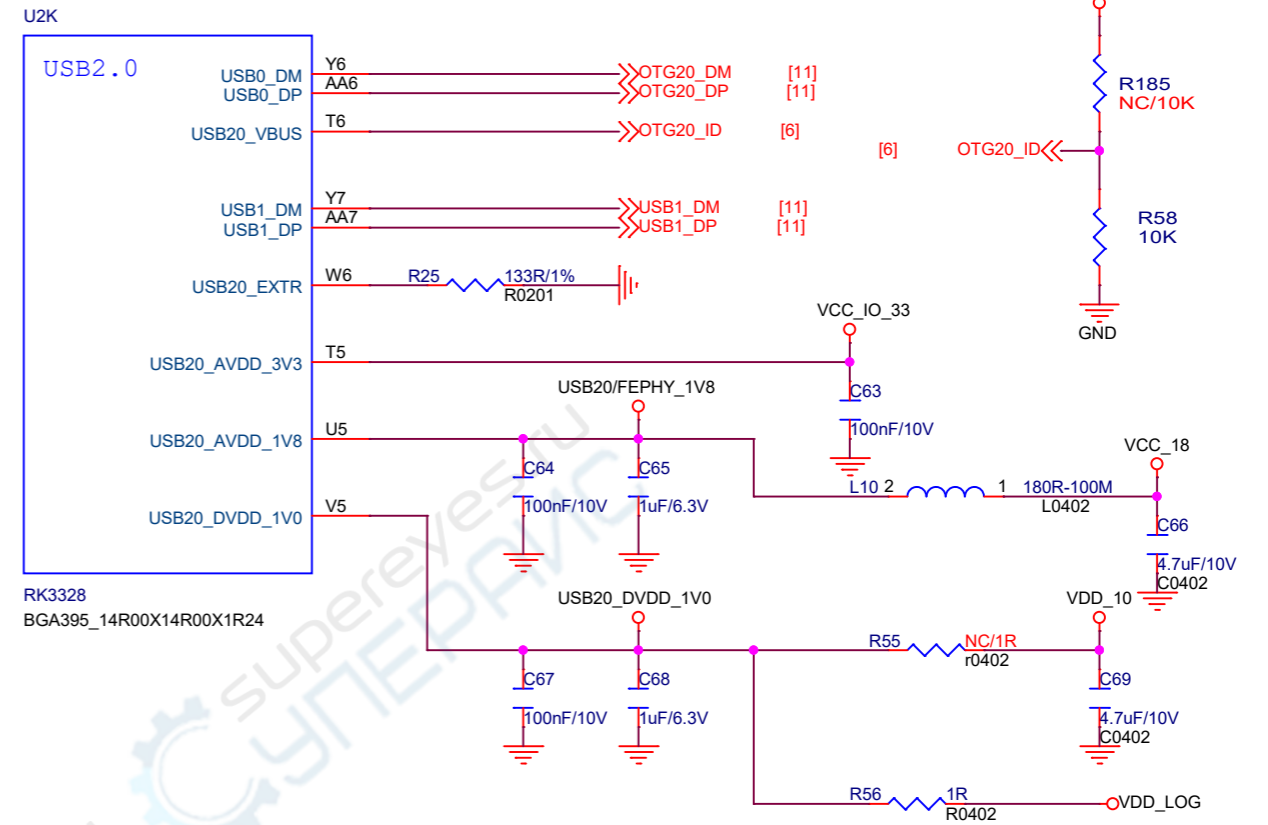 U2K
USB2.0
USB0_DM Y6 OTG20_DM [11]
USB0_DP AA6 OTG20_DP [11]
USB20_VBUS T6 OTG20_ID [6]
R185
NC/10K
[6] OTG20_ID
USB1_DM Y7 USB1_DM [11]
USB1_DP AA7 USB1_DP [11]
R58
10K
USB20_EXTR W6 R25 133R/1%
R0201
GND
VCC_IO_33
USB20_AVDD_3V3 T5
C63
100nF/10V
USB20/FEPHY_1V8
USB20_AVDD_1V8 U5
VCC_18
C64 C65
100nF/10V 1uF/6.3V
L10 2 1 180R-100M
L0402
C66
4.7uF/10V
C0402
USB20_DVDD_1V0 V5
RK3328
BGA395_14R00X14R00X1R24
USB20_DVDD_1V0 VDD_10
R55 NC/1R
r0402
C67 C68 C69
100nF/10V 1uF/6.3V 4.7uF/10V
C0402
R56 1R VDD_LOG
R0402
supereyes.ru
СУПЕРАЙС